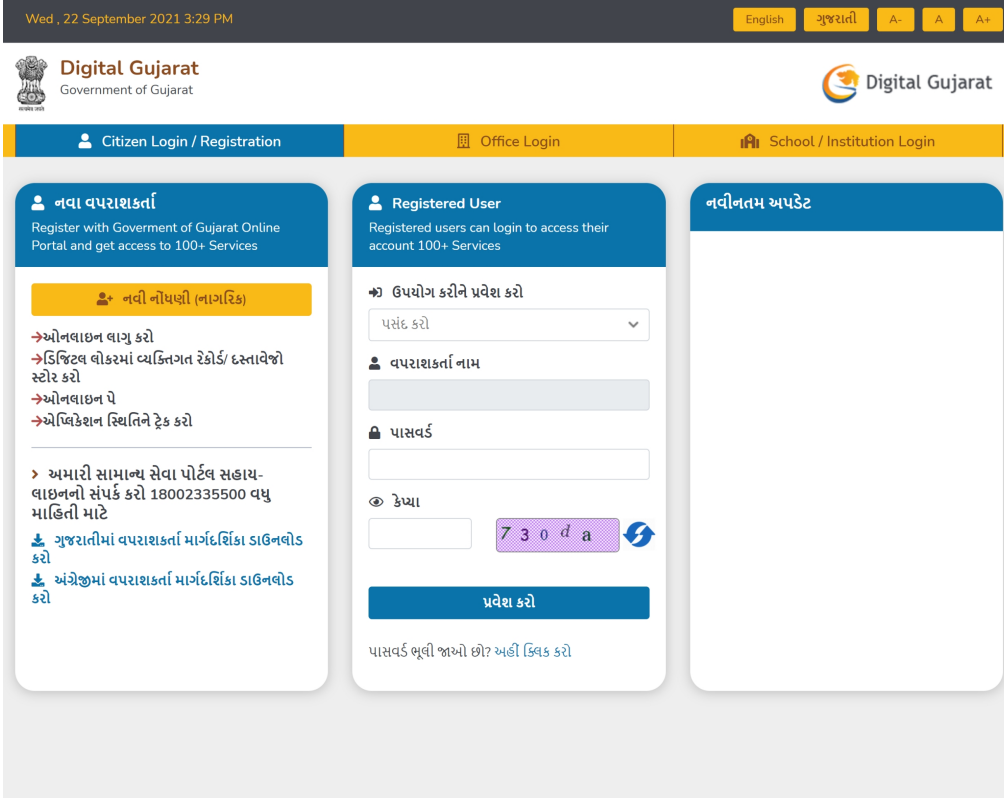 Wed , 22 September 2021 3:29 PM
English
ગુજરાતી
A-
A
A+
Digital Gujarat
Government of Gujarat
सत्यमेव जयते
Digital Gujarat
Citizen Login / Registration
Office Login
School / Institution Login
નવા વપરાશકર્તા
Register with Goverment of Gujarat Online
Portal and get access to 100+ Services
નવી નોંધણી (નાગરિક)
ઓનલાઇન લાગુ કરો
ડિજિટલ લોકરમાં વ્યક્તિગત રેકોર્ડ/ દસ્તાવેજો
સ્ટોર કરો
ઓનલાઇન પે
એપ્લિકેશન સ્થિતિને ટ્રેક કરો
અમારી સામાન્ય સેવા પોર્ટલ સહાય-
લાઇનનો સંપર્ક કરો 18002335500 વધુ
માહિતી માટે
ગુજરાતીમાં વપરાશકર્તા માર્ગદર્શિકા ડાઉનલોડ
કરો
અંગ્રેજીમાં વપરાશકર્તા માર્ગદર્શિકા ડાઉનલોડ
કરો
Registered User
Registered users can login to access their
account 100+ Services
ઉપયોગ કરીને પ્રવેશ કરો
પસંદ કરો
વપરાશકર્તા નામ
પાસવર્ડ
કેપ્ચા
7 3 0 d a
પ્રવેશ કરો
પાસવર્ડ ભૂલી જાઓ છો? અહીં ક્લિક કરો
નવીનતમ અપડેટ